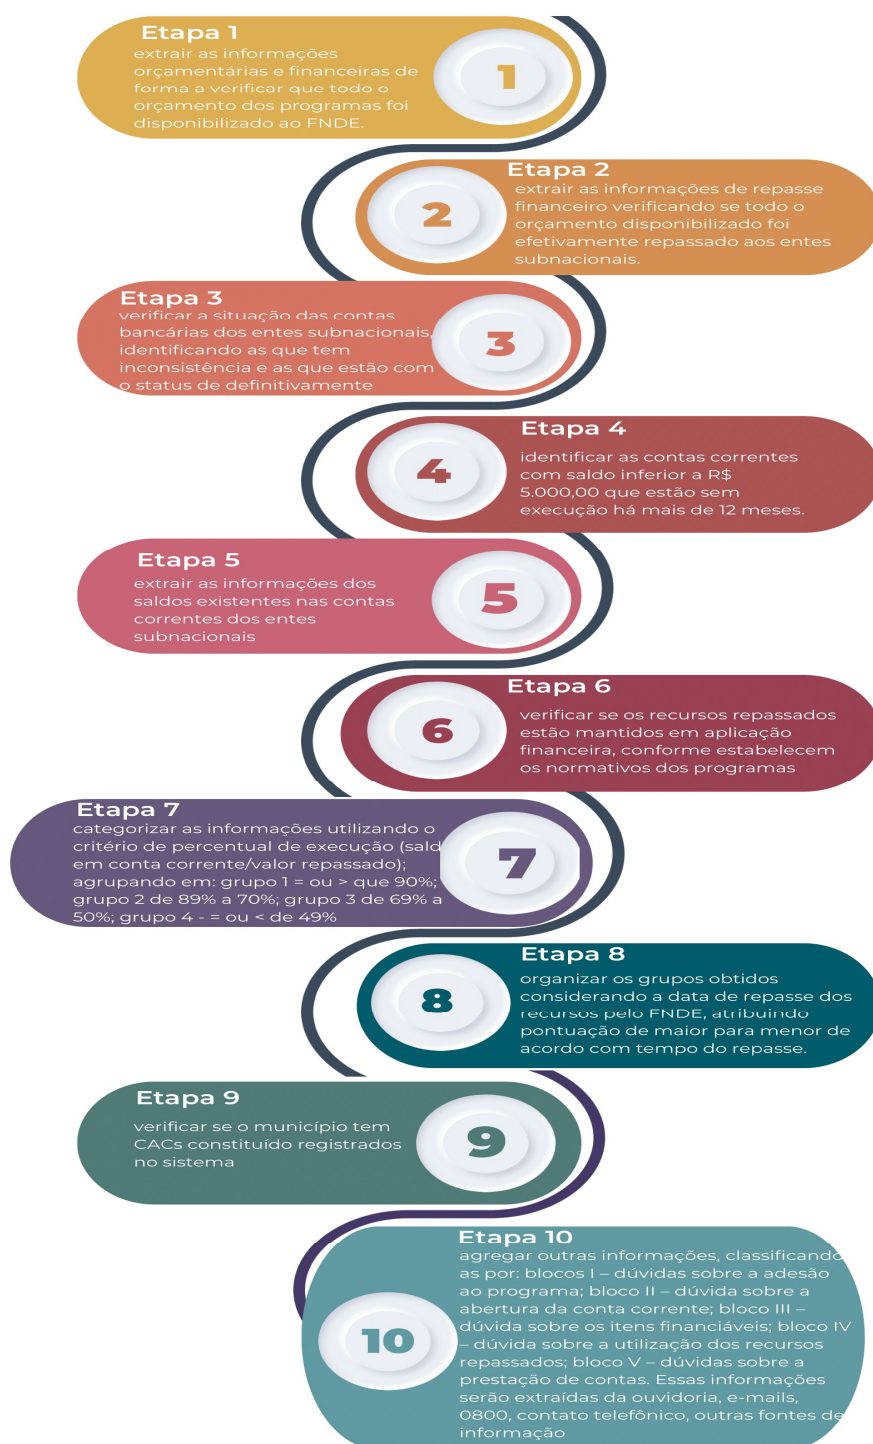 Etapa 1
extrair as informações
orçamentárias e financeiras de
forma a verificar que todo o
orçamento dos programas foi
disponibilizado ao FNDE.
1
Etapa 2
extrair as informações de repasse
financeiro verificando se todo o
orçamento disponibilizado foi
efetivamente repassado aos entes
subnacionais.
2
Etapa 3
verificar a situação das contas
bancárias dos entes subnacionais,
identificando as que tem
inconsistência e as que estão com
o status de definitivamente
3
Etapa 4
identificar as contas correntes
com saldo inferior a R$
5.000,00 que estão sem
execução há mais de 12 meses.
4
Etapa 5
extrair as informações dos
saldos existentes nas contas
correntes dos entes
subnacionais
5
Etapa 6
verificar se os recursos repassados
estão mantidos em aplicação
financeira, conforme estabelecem
os normativos dos programas
6
Etapa 7
categorizar as informações utilizando o
critério de percentual de execução (sald
em conta corrente/valor repassado);
agrupando em: grupo 1 = ou > que 90%;
grupo 2 de 89% a 70%; grupo 3 de 69% a
50%; grupo 4 - = ou < de 49%
7
Etapa 8
organizar os grupos obtidos
considerando a data de repasse dos
recursos pelo FNDE, atribuindo
pontuação de maior para menor de
acordo com tempo do repasse.
8
Etapa 9
verificar se o município tem
CACs constituído registrados
no sistema
9
Etapa 10
agregar outras informações, classificando
as por: blocos I – dúvidas sobre a adesão
ao programa; bloco II – dúvida sobre a
abertura da conta corrente; bloco III –
dúvida sobre os itens financiáveis; bloco IV
– dúvida sobre a utilização dos recursos
repassados; bloco V – dúvidas sobre a
prestação de contas. Essas informações
serão extraídas da ouvidoria, e-mails,
0800, contato telefônico, outras fontes de
informação
10